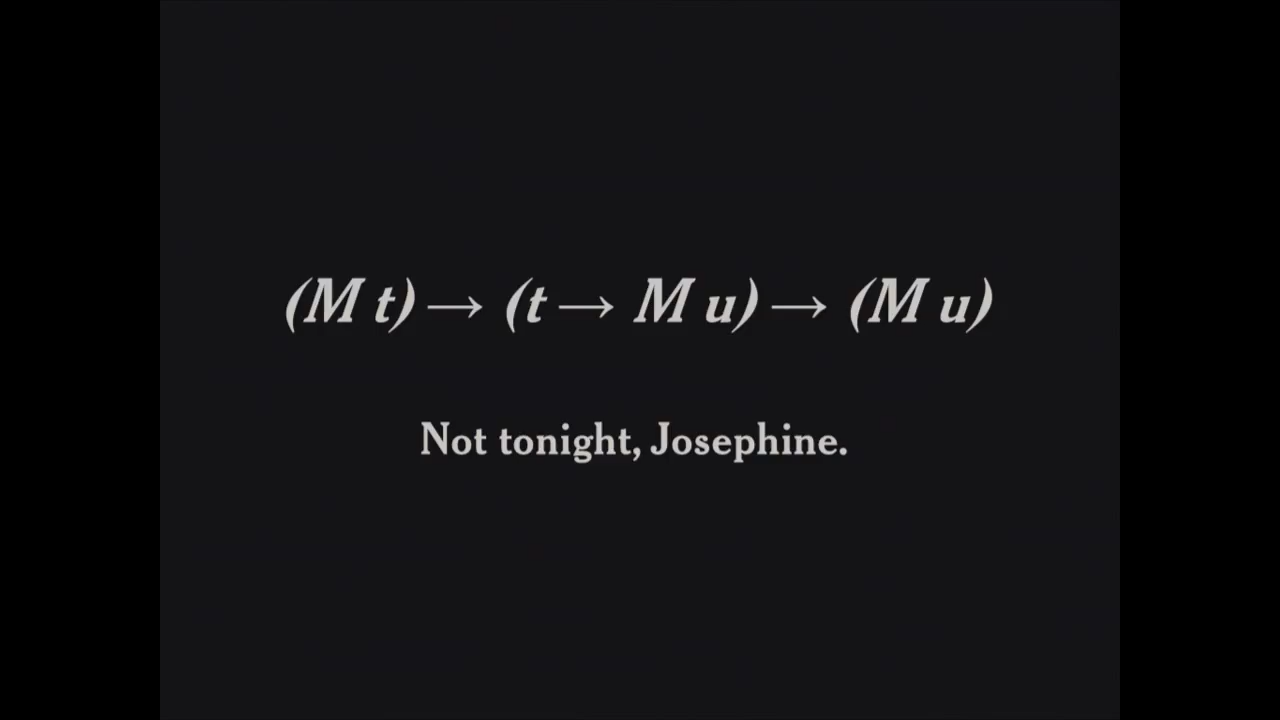 (M t) → (t → M u) → (M u)
Not tonight, Josephine.